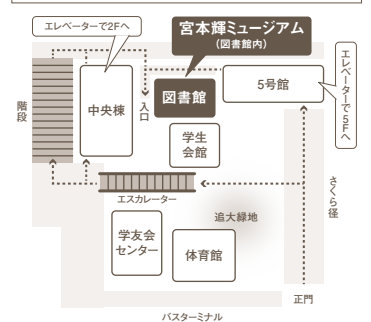 エレベーターで2Fへ
宮本輝ミュージアム
(図書館内)
エレベーターで5Fへ
階段
中央棟
入口
図書館
5号館
学生
会館
エスカレーター
さくら径
追大緑地
学友会
センター
体育館
正門
バスターミナル